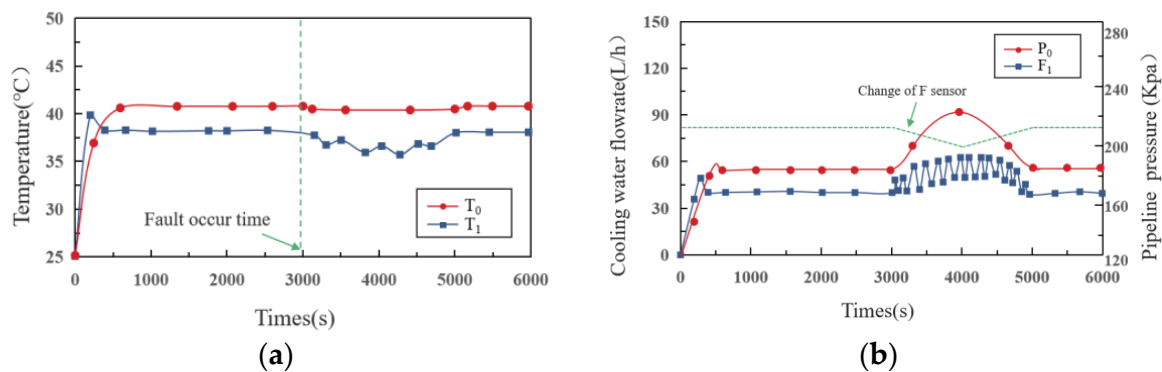 50
45
40
35
30
25
Temperature(℃)
Fault occur time
T0
T1
0 1000 2000 3000 4000 5000 6000
Times(s)
(a)
150
120
90
60
30
0
Cooling water flowrate(L/h)
Change of F sensor
P0
F1
280
240
200
160
120
Pipeline pressure (Kpa)
0 1000 2000 3000 4000 5000 6000
Times(s)
(b)